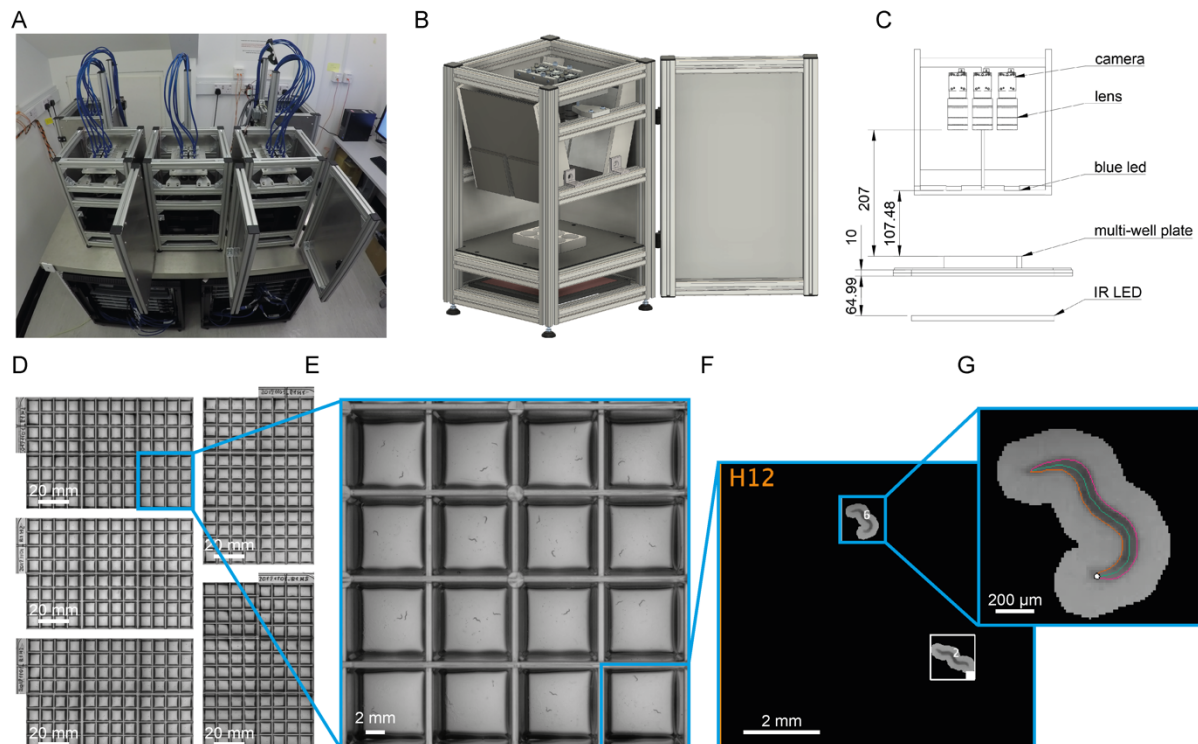 A
B
C
camera
lens
blue led
multi-well plate
IR LED
207
107.48
10
64.99
D
E
F
G
20 mm
20 mm
20 mm
20 mm
20 mm
2 mm
H12
6
2
2 mm
200 µm